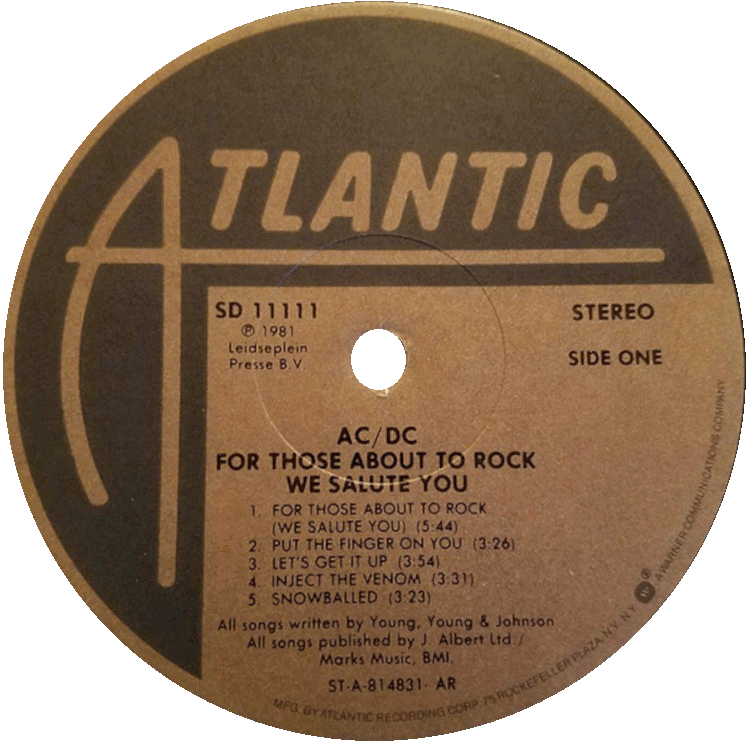 ATLANTIC
SD 11111
℗ 1981
Leidseplein
Presse B.V.
STEREO
SIDE ONE
AC/DC
FOR THOSE ABOUT TO ROCK
WE SALUTE YOU
1. FOR THOSE ABOUT TO ROCK
(WE SALUTE YOU) (5:44)
2. PUT THE FINGER ON YOU (3:26)
3. LET'S GET IT UP (3:54)
4. INJECT THE VENOM (3:31)
5. SNOWBALLED (3:23)
All songs written by Young, Young & Johnson
All songs published by J. Albert Ltd./
Marks Music, BMI.
ST-A-814831- AR
MFG. BY ATLANTIC RECORDING CORP. 75 ROCKEFELLER PLAZA, N.Y. N.Y. ® A WARNER COMMUNICATIONS COMPANY